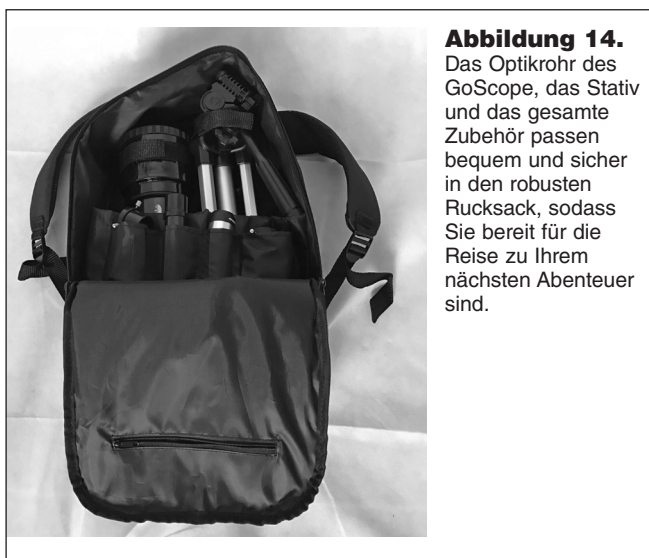 Abbildung 14.
Das Optikrohr des
GoScope, das Stativ
und das gesamte
Zubehör passen
bequem und sicher
in den robusten
Rucksack, sodass
Sie bereit für die
Reise zu Ihrem
nächsten Abenteuer
sind.